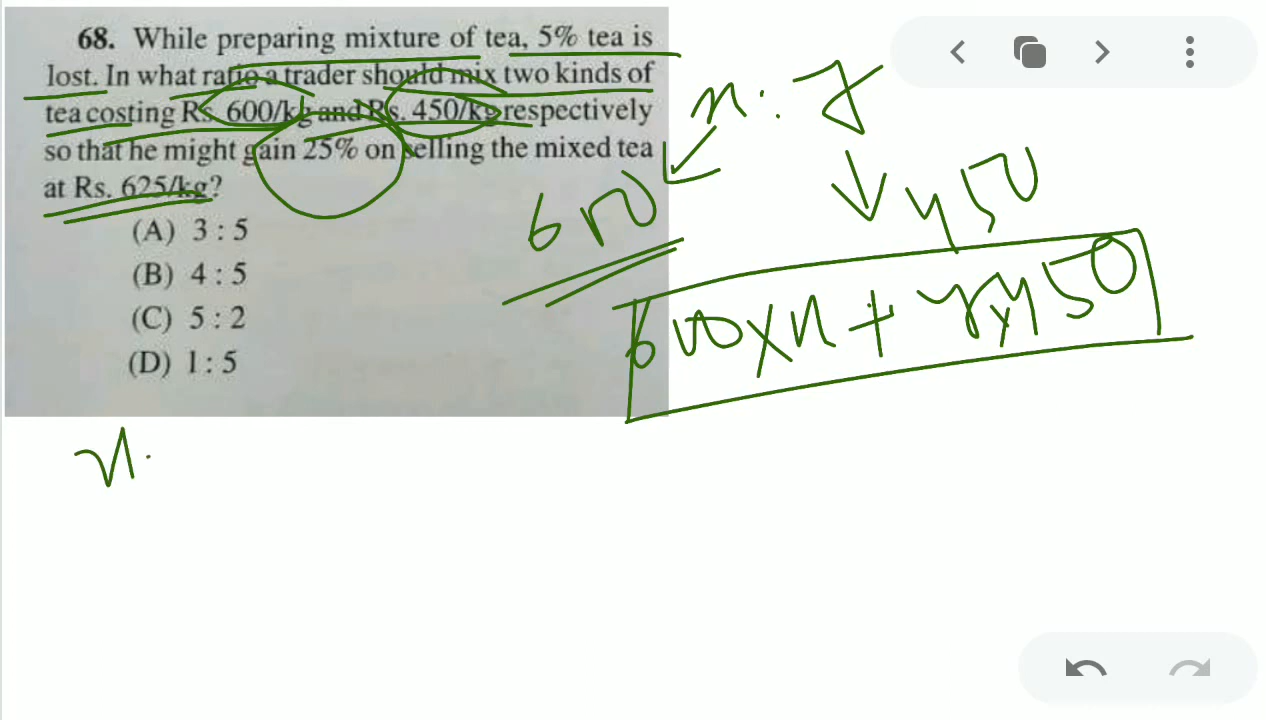 68. While preparing mixture of tea, 5% tea is
lost. In what ratio a trader should mix two kinds of
tea costing Rs. 600/kg and Rs. 450/kg respectively
so that he might gain 25% on selling the mixed tea
at Rs. 625/kg?
(A) 3 : 5
(B) 4 : 5
(C) 5 : 2
(D) 1 : 5
x : y
600
450
600 × x + y × 450
x